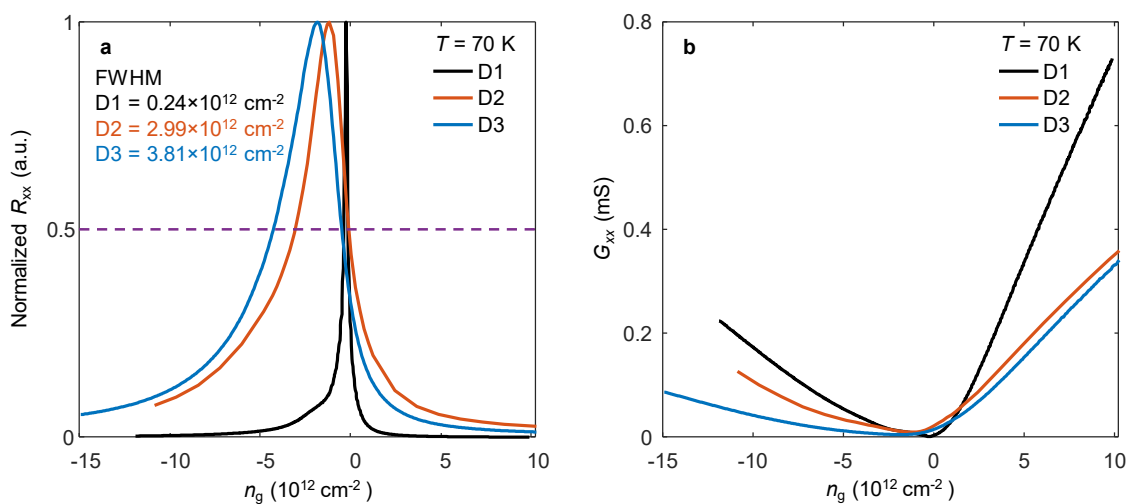 a
T = 70 K
D1
D2
D3
FWHM
D1 = 0.24×10¹² cm⁻²
D2 = 2.99×10¹² cm⁻²
D3 = 3.81×10¹² cm⁻²
Normalized Rₓₓ (a.u.)
1
0.5
0
-15
-10
-5
0
5
10
n_g (10¹² cm⁻²)
b
T = 70 K
D1
D2
D3
Gₓₓ (mS)
0.8
0.6
0.4
0.2
0
-15
-10
-5
0
5
10
n_g (10¹² cm⁻²)